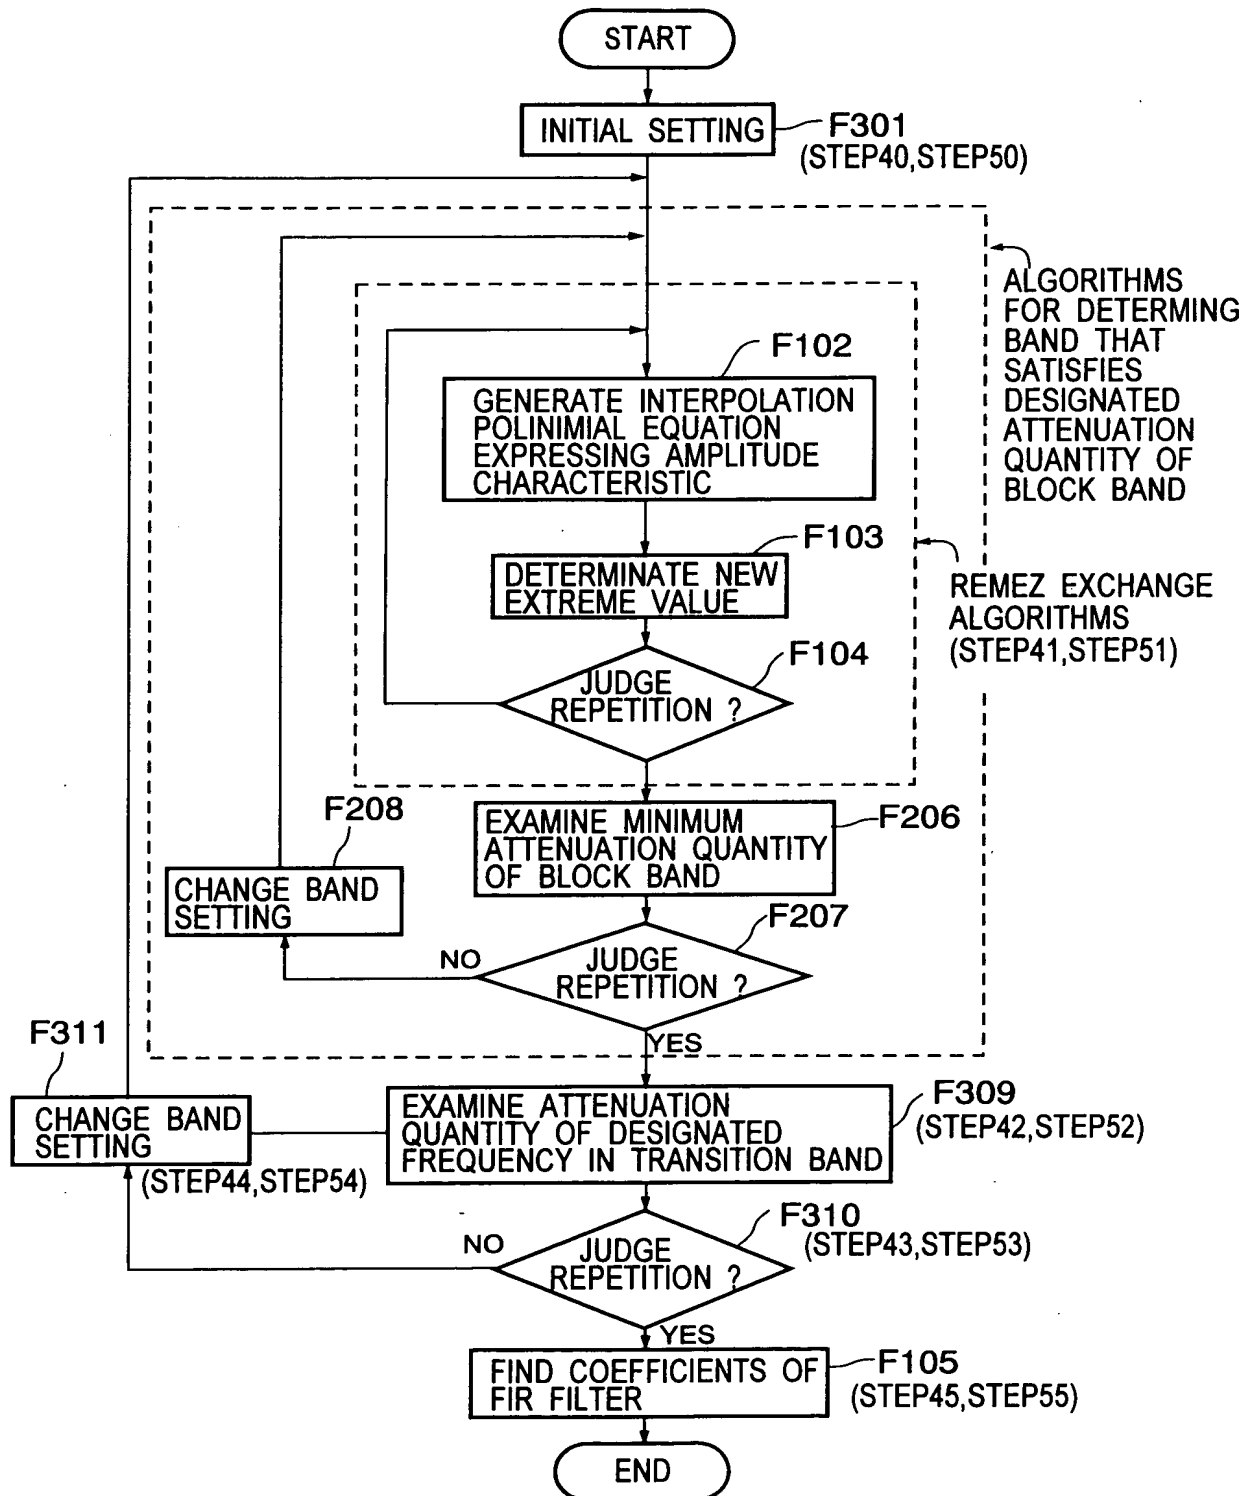 START
INITIAL SETTING
F301
(STEP40,STEP50)
ALGORITHMS
FOR DETERMING
BAND THAT
SATISFIES
DESIGNATED
ATTENUATION
QUANTITY OF
BLOCK BAND
F102
GENERATE INTERPOLATION
POLINIMIAL EQUATION
EXPRESSING AMPLITUDE
CHARACTERISTIC
F103
DETERMINATE NEW
EXTREME VALUE
REMEZ EXCHANGE
ALGORITHMS
(STEP41,STEP51)
F104
JUDGE
REPETITION ?
F206
EXAMINE MINIMUM
ATTENUATION QUANTITY
OF BLOCK BAND
F208
CHANGE BAND
SETTING
F207
NO
JUDGE
REPETITION ?
YES
F311
CHANGE BAND
SETTING
(STEP44,STEP54)
EXAMINE ATTENUATION
QUANTITY OF DESIGNATED
FREQUENCY IN TRANSITION BAND
F309
(STEP42,STEP52)
F310
(STEP43,STEP53)
NO
JUDGE
REPETITION ?
YES
FIND COEFFICIENTS OF
FIR FILTER
F105
(STEP45,STEP55)
END